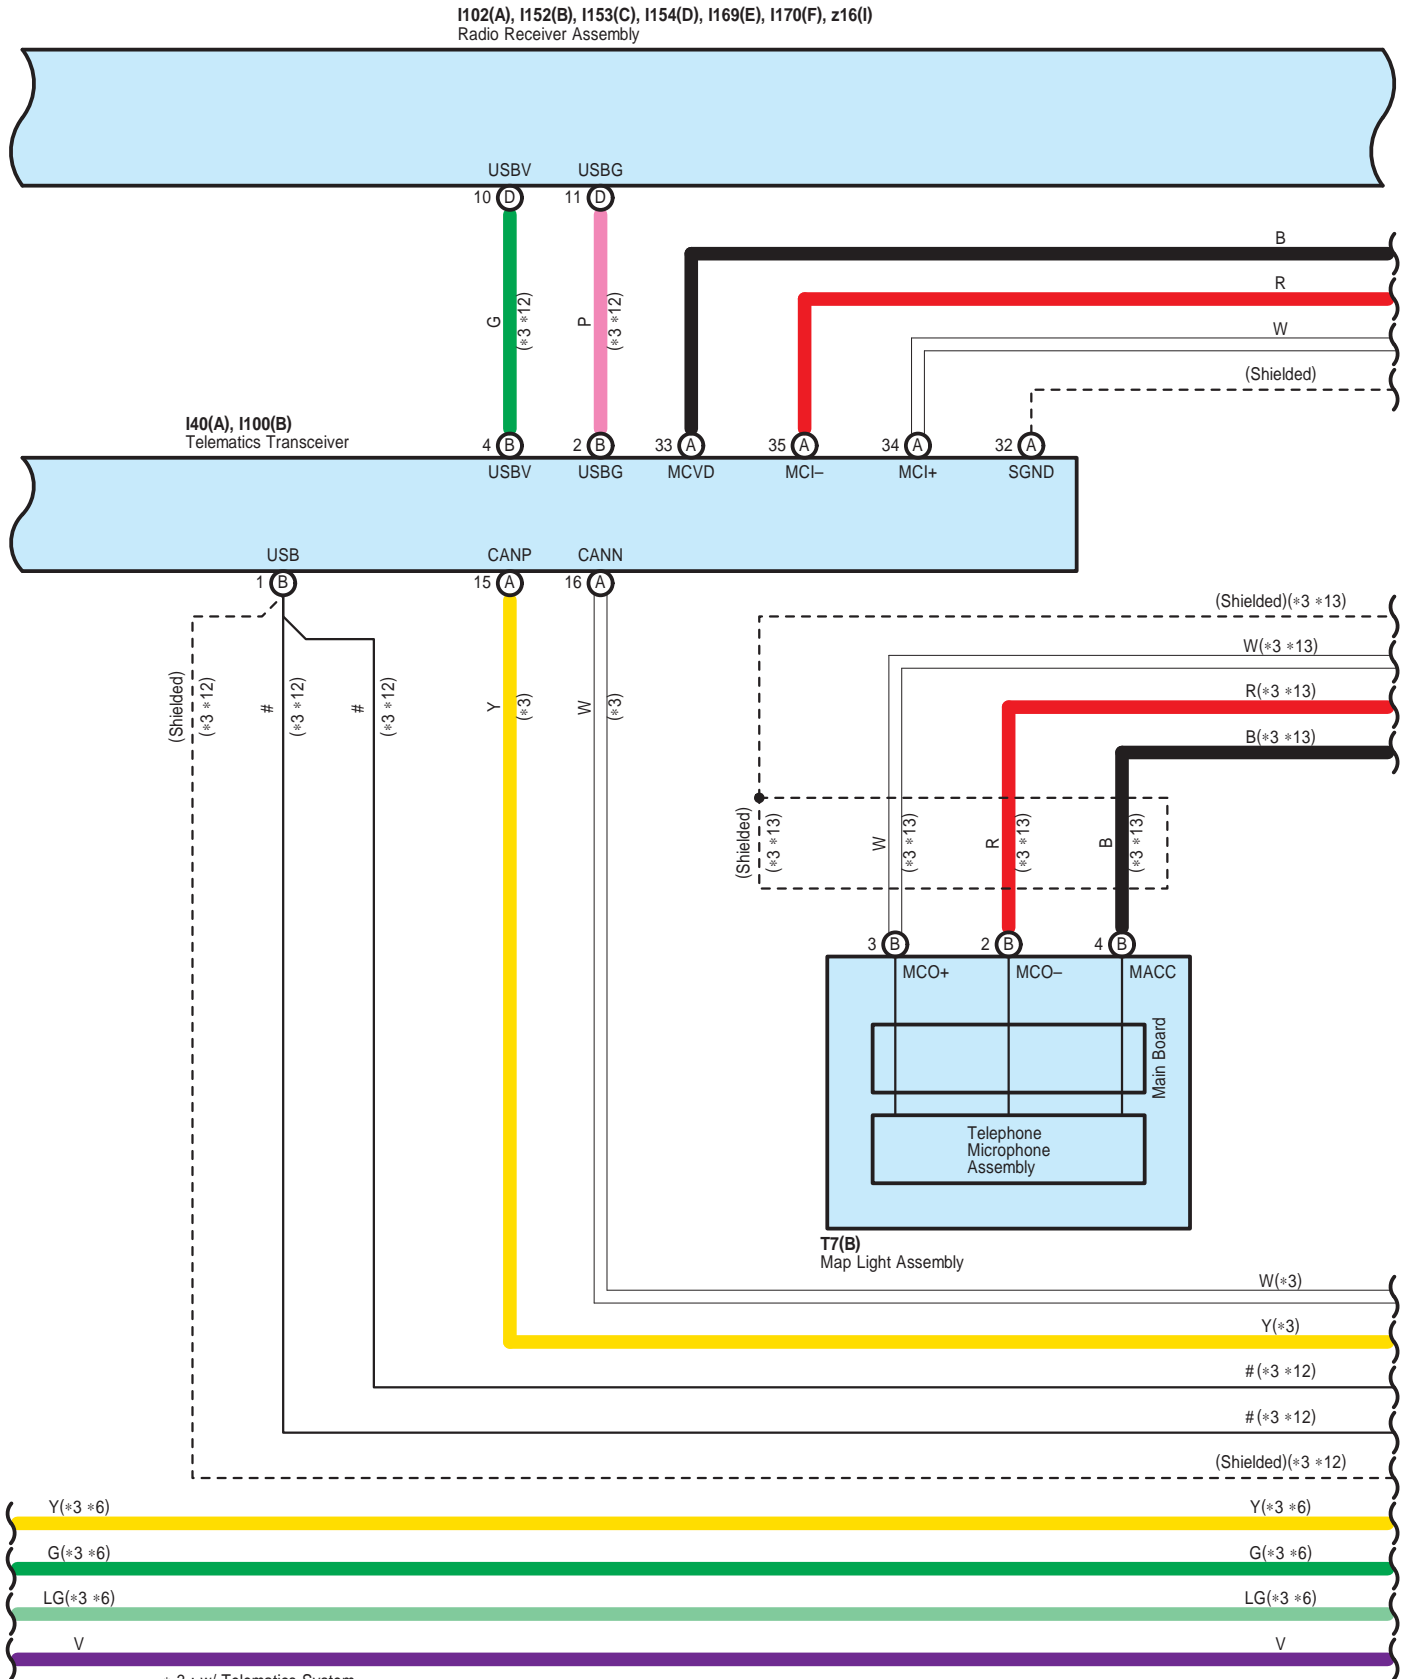 I102(A), I152(B), I153(C), I154(D), I169(E), I170(F), z16(I)
Radio Receiver Assembly
USBV USBG
10 D 11 D
B
R
G (∗3 ∗12)
P (∗3 ∗12)
W
(Shielded)
I40(A), I100(B)
Telematics Transceiver
4 B 2 B 33 A 35 A 34 A 32 A
USBV USBG MCVD MCI– MCI+ SGND
USB CANP CANN
1 B 15 A 16 A
(Shielded)(∗3 ∗13)
W(∗3 ∗13)
R(∗3 ∗13)
B(∗3 ∗13)
(Shielded) (∗3 ∗12)
# (∗3 ∗12)
# (∗3 ∗12)
Y (∗3)
W (∗3)
(Shielded) (∗3 ∗13)
W (∗3 ∗13)
R (∗3 ∗13)
B (∗3 ∗13)
3 B 2 B 4 B
MCO+ MCO– MACC
Main Board
Telephone
Microphone
Assembly
T7(B)
Map Light Assembly
W(∗3)
Y(∗3)
#(∗3 ∗12)
#(∗3 ∗12)
(Shielded)(∗3 ∗12)
Y(∗3 ∗6) Y(∗3 ∗6)
G(∗3 ∗6) G(∗3 ∗6)
LG(∗3 ∗6) LG(∗3 ∗6)
V V
∗ 3 : w/ Telematics System